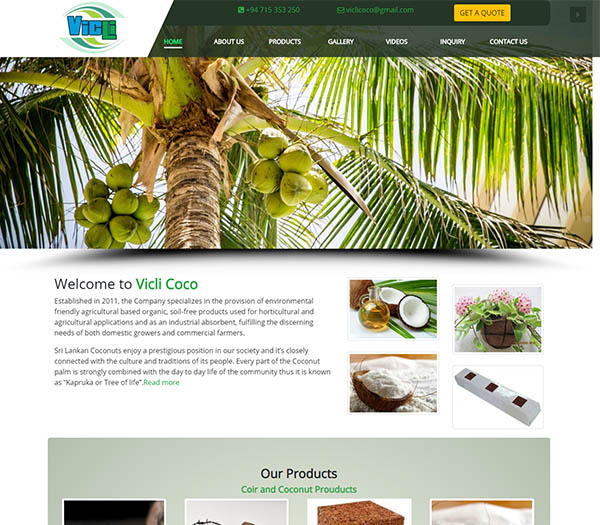 VicLi
+94 715 353 250
viclicoco@gmail.com
GET A QUOTE
HOME
ABOUT US
PRODUCTS
GALLERY
VIDEOS
INQUIRY
CONTACT US
Welcome to Vicli Coco
Established in 2011, the Company specializes in the provision of environmental
friendly agricultural based organic, soil-free products used for horticultural and
agricultural applications and as an industrial absorbent, fulfilling the discerning
needs of both domestic growers and commercial farmers.
Sri Lankan Coconuts enjoy a prestigious position in our society and it's closely
connected with the culture and traditions of its people. Every part of the Coconut
palm is strongly combined with the day to day life of the community thus it is known
as “Kapruka or Tree of life”.Read more
Our Products
Coir and Coconut Prouducts